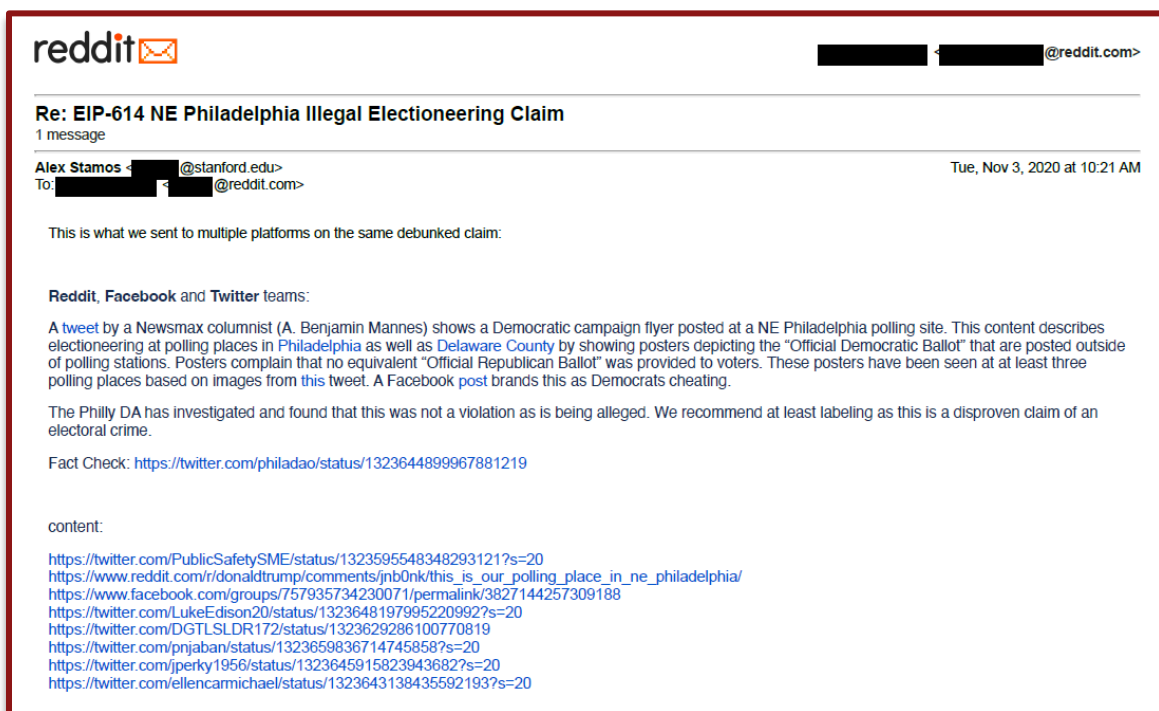 reddit
< @reddit.com>
Re: EIP-614 NE Philadelphia Illegal Electioneering Claim
1 message
Alex Stamos < @stanford.edu>
Tue, Nov 3, 2020 at 10:21 AM
To: < @reddit.com>
This is what we sent to multiple platforms on the same debunked claim:
Reddit, Facebook and Twitter teams:
A tweet by a Newsmax columnist (A. Benjamin Mannes) shows a Democratic campaign flyer posted at a NE Philadelphia polling site. This content describes
electioneering at polling places in Philadelphia as well as Delaware County by showing posters depicting the “Official Democratic Ballot” that are posted outside
of polling stations. Posters complain that no equivalent “Official Republican Ballot” was provided to voters. These posters have been seen at at least three
polling places based on images from this tweet. A Facebook post brands this as Democrats cheating.
The Philly DA has investigated and found that this was not a violation as is being alleged. We recommend at least labeling as this is a disproven claim of an
electoral crime.
Fact Check: https://twitter.com/philadao/status/1323644899967881219
content:
https://twitter.com/PublicSafetySME/status/1323595548348293121?s=20
https://www.reddit.com/r/donaldtrump/comments/jnb0nk/this_is_our_polling_place_in_ne_philadelphia/
https://www.facebook.com/groups/757935734230071/permalink/3827144257309188
https://twitter.com/LukeEdison20/status/1323648197995220992?s=20
https://twitter.com/DGTLSLDR172/status/1323629286100770819
https://twitter.com/pnjaban/status/1323659836714745858?s=20
https://twitter.com/jperky1956/status/1323645915823943682?s=20
https://twitter.com/ellencarmichael/status/1323643138435592193?s=20